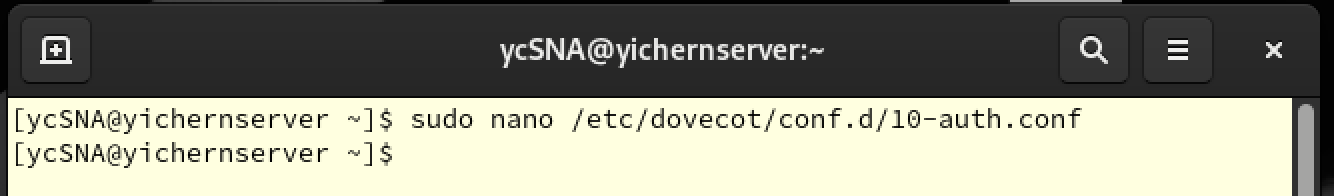 ycSNA@yichernserver:~
[ycSNA@yichernserver ~]$ sudo nano /etc/dovecot/conf.d/10-auth.conf
[ycSNA@yichernserver ~]$